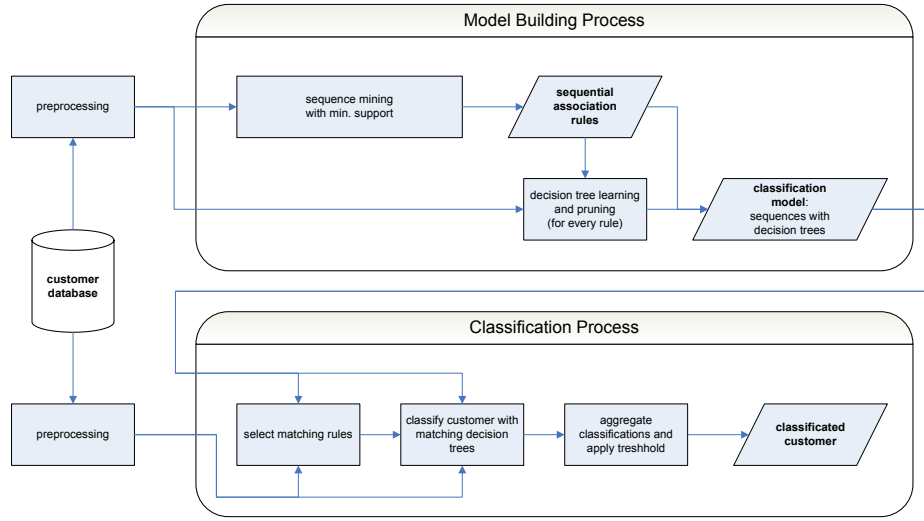 Model Building Process
preprocessing
sequence mining
with min. support
sequential
association
rules
decision tree learning
and pruning
(for every rule)
classification
model:
sequences with
decision trees
customer
database
Classification Process
preprocessing
select matching rules
classify customer with
matching decision
trees
aggregate
classifications and
apply treshhold
classificated
customer